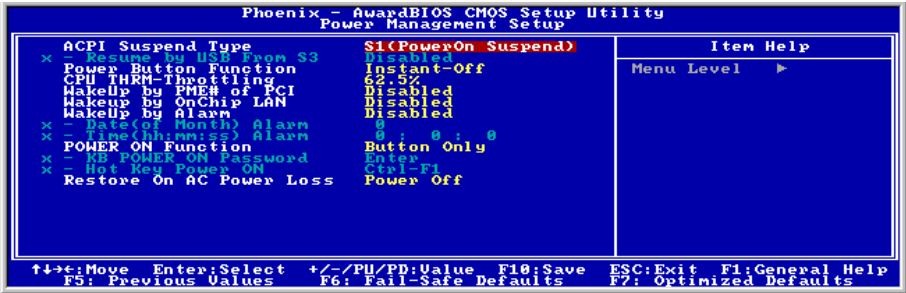 Phoenix - AwardBIOS CMOS Setup Utility
Power Management Setup
ACPI Suspend Type S1(PowerOn Suspend)
x - Resume by USB From S3 Disabled
Power Button Function Instant-Off
CPU THRM-Throttling 62.5%
WakeUp by PME# of PCI Disabled
WakeUp by OnChip LAN Disabled
WakeUp by Alarm Disabled
x - Date(of Month) Alarm 0
x - Time(hh:mm:ss) Alarm 0 : 0 : 0
POWER ON Function Button Only
x - KB POWER ON Password Enter
x - Hot Key Power ON Ctrl-F1
Restore On AC Power Loss Power Off
Item Help
Menu Level ▶
↑↓→←:Move Enter:Select +/-/PU/PD:Value F10:Save ESC:Exit F1:General Help
F5: Previous Values F6: Fail-Safe Defaults F7: Optimized Defaults